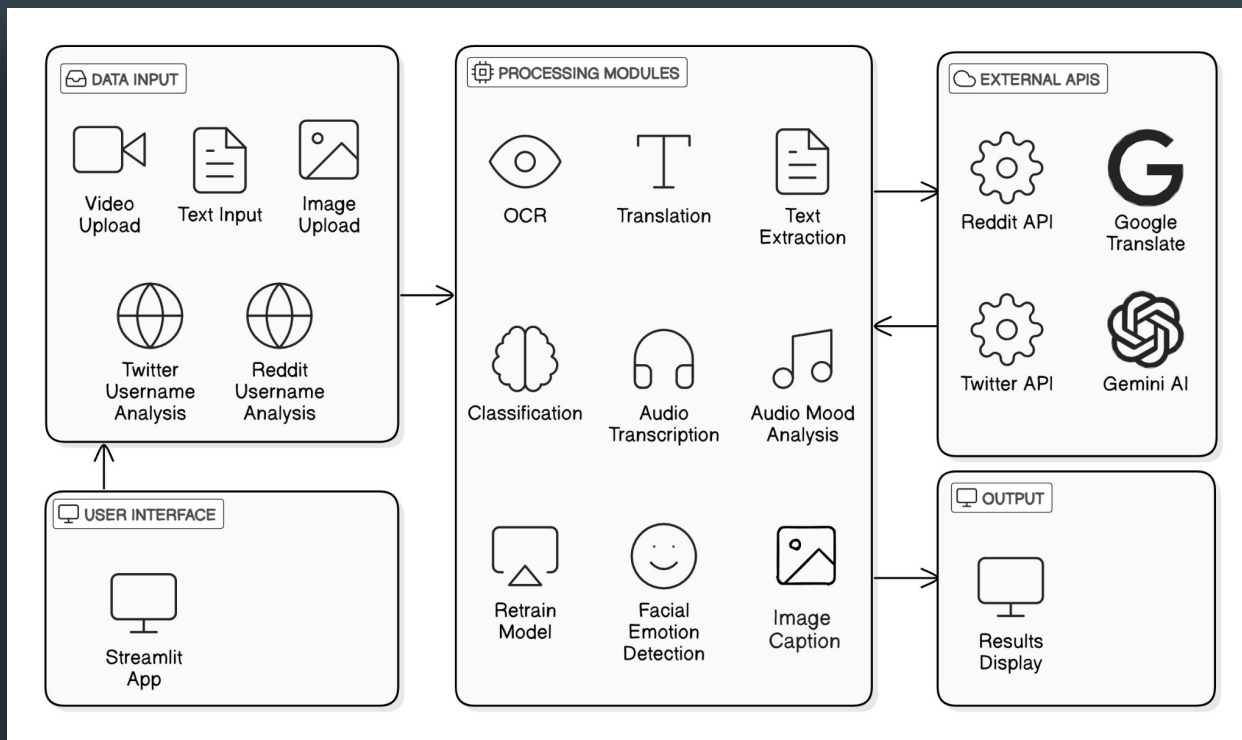 DATA INPUT
Video
Upload
Text Input
Image
Upload
Twitter
Username
Analysis
Reddit
Username
Analysis
USER INTERFACE
Streamlit
App
PROCESSING MODULES
OCR
Translation
Text
Extraction
Classification
Audio
Transcription
Audio Mood
Analysis
Retrain
Model
Facial
Emotion
Detection
Image
Caption
EXTERNAL APIS
Reddit API
Google
Translate
Twitter API
Gemini AI
OUTPUT
Results
Display